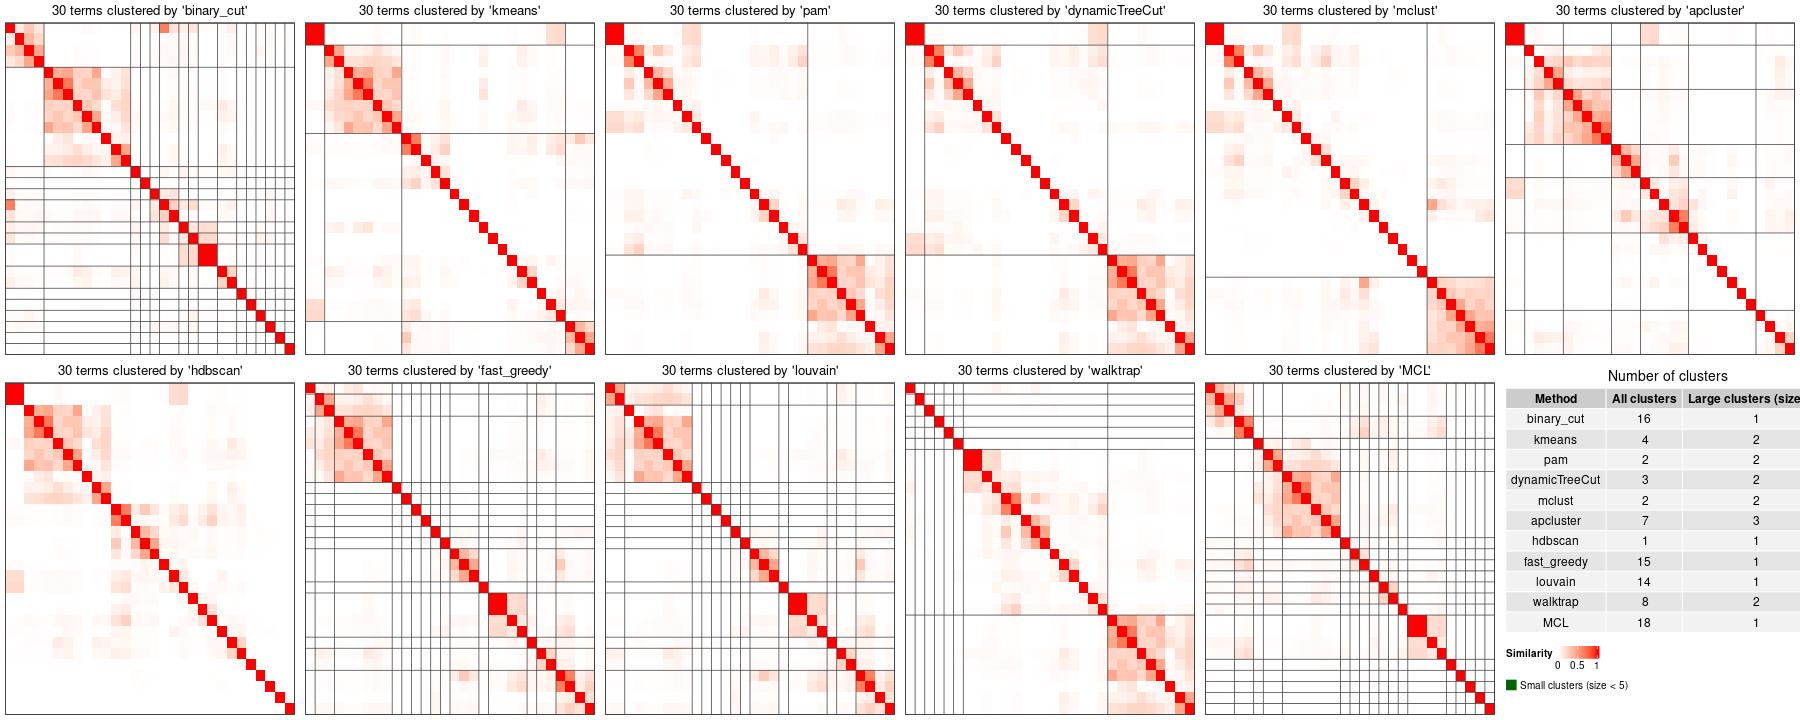 30 terms clustered by 'binary_cut'
30 terms clustered by 'kmeans'
30 terms clustered by 'pam'
30 terms clustered by 'dynamicTreeCut'
30 terms clustered by 'mclust'
30 terms clustered by 'apcluster'
30 terms clustered by 'hdbscan'
30 terms clustered by 'fast_greedy'
30 terms clustered by 'louvain'
30 terms clustered by 'walktrap'
30 terms clustered by 'MCL'
Number of clusters
Method All clusters Large clusters (size
binary_cut 16 1
kmeans 4 2
pam 2 2
dynamicTreeCut 3 2
mclust 2 2
apcluster 7 3
hdbscan 1 1
fast_greedy 15 1
louvain 14 1
walktrap 8 2
MCL 18 1
Similarity
0 0.5 1
Small clusters (size < 5)